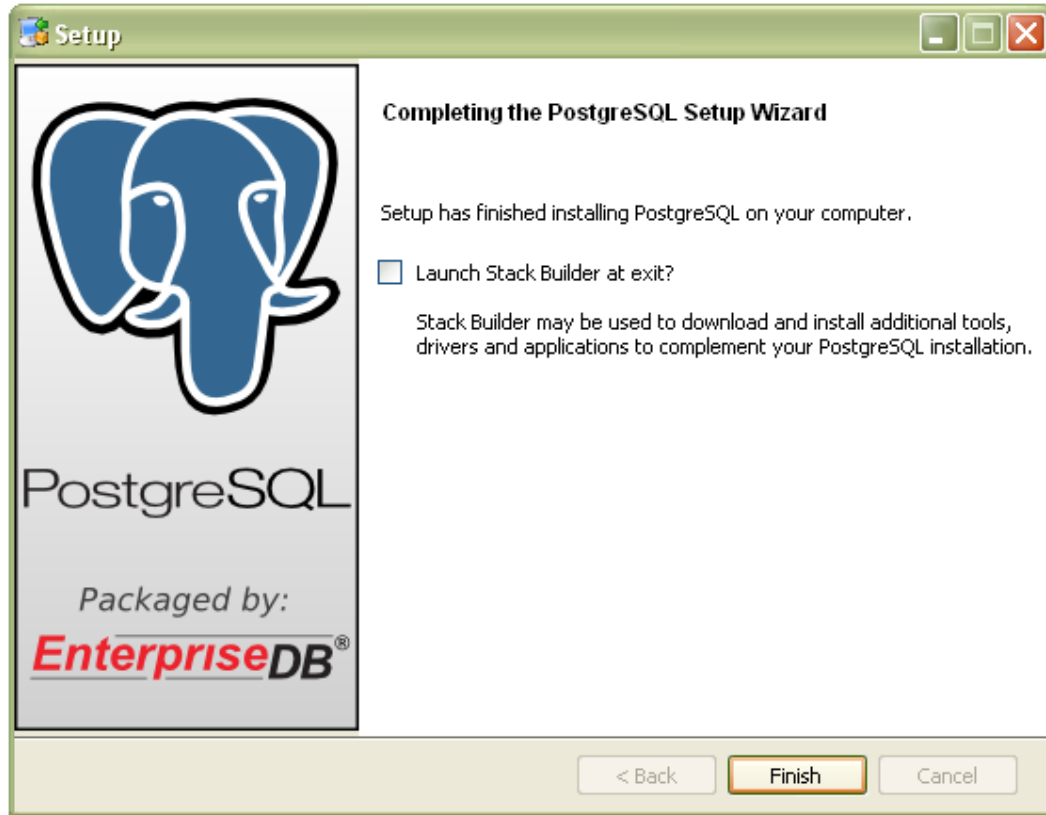 Setup
Completing the PostgreSQL Setup Wizard
Setup has finished installing PostgreSQL on your computer.
Launch Stack Builder at exit?
Stack Builder may be used to download and install additional tools,
drivers and applications to complement your PostgreSQL installation.
PostgreSQL
Packaged by:
EnterpriseDB®
< Back
Finish
Cancel